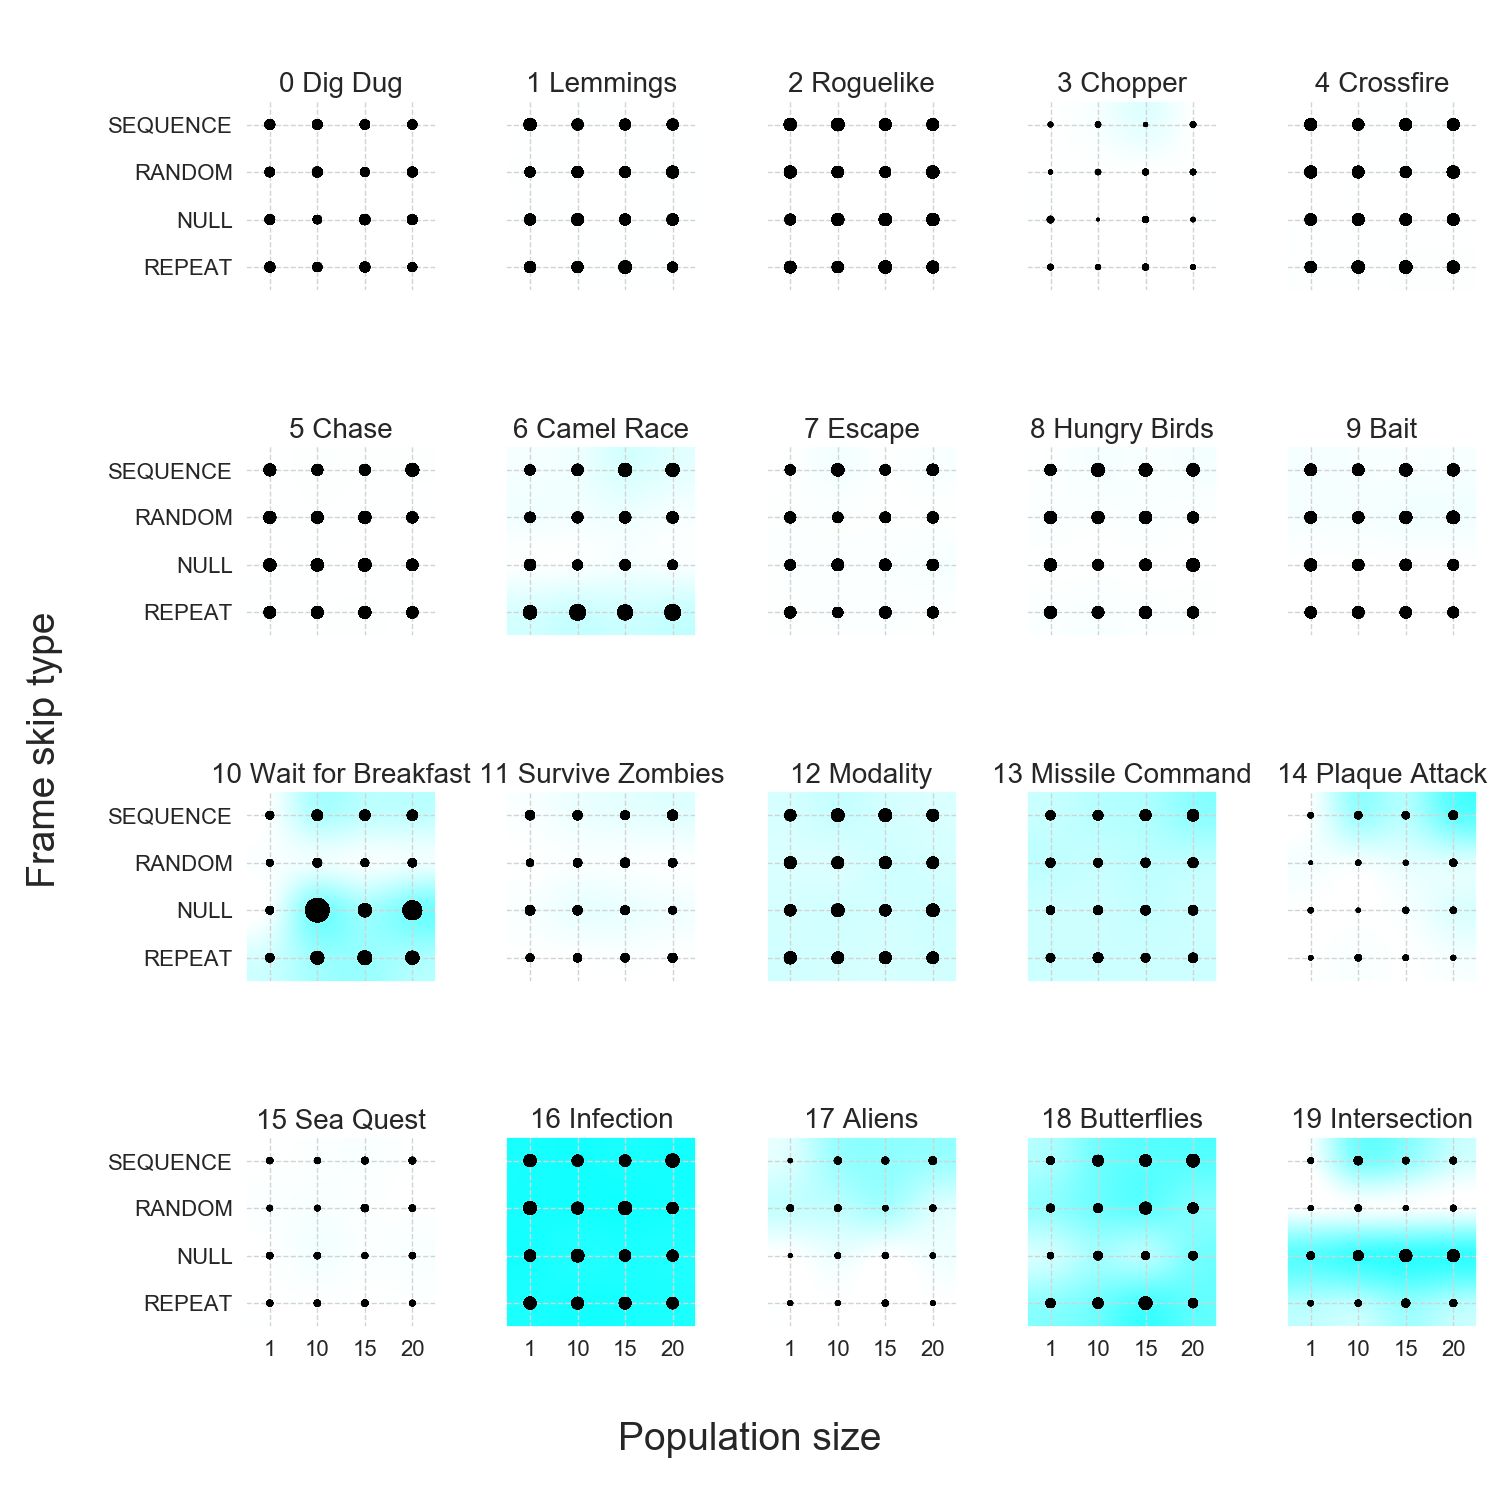 0 Dig Dug 1 Lemmings 2 Roguelike 3 Chopper 4 Crossfire
SEQUENCE
RANDOM
NULL
REPEAT
5 Chase 6 Camel Race 7 Escape 8 Hungry Birds 9 Bait
SEQUENCE
RANDOM
NULL
REPEAT
Frame skip type
10 Wait for Breakfast 11 Survive Zombies 12 Modality 13 Missile Command 14 Plaque Attack
SEQUENCE
RANDOM
NULL
REPEAT
15 Sea Quest 16 Infection 17 Aliens 18 Butterflies 19 Intersection
SEQUENCE
RANDOM
NULL
REPEAT
1 10 15 20 1 10 15 20 1 10 15 20 1 10 15 20 1 10 15 20
Population size